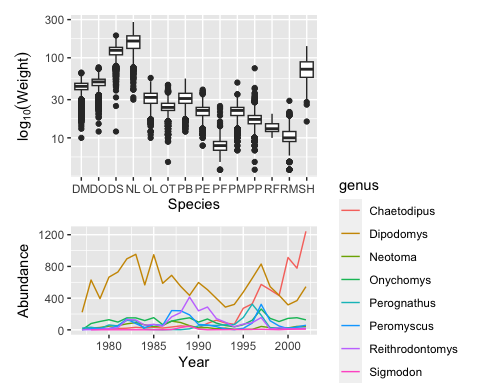 300
100
30
10
log10(Weight)
DM DO DS NL OL OT PB PE PF PM PP RF RM SH
Species
1200
800
400
0
Abundance
1980 1985 1990 1995 2000
Year
genus
Chaetodipus
Dipodomys
Neotoma
Onychomys
Perognathus
Peromyscus
Reithrodontomys
Sigmodon